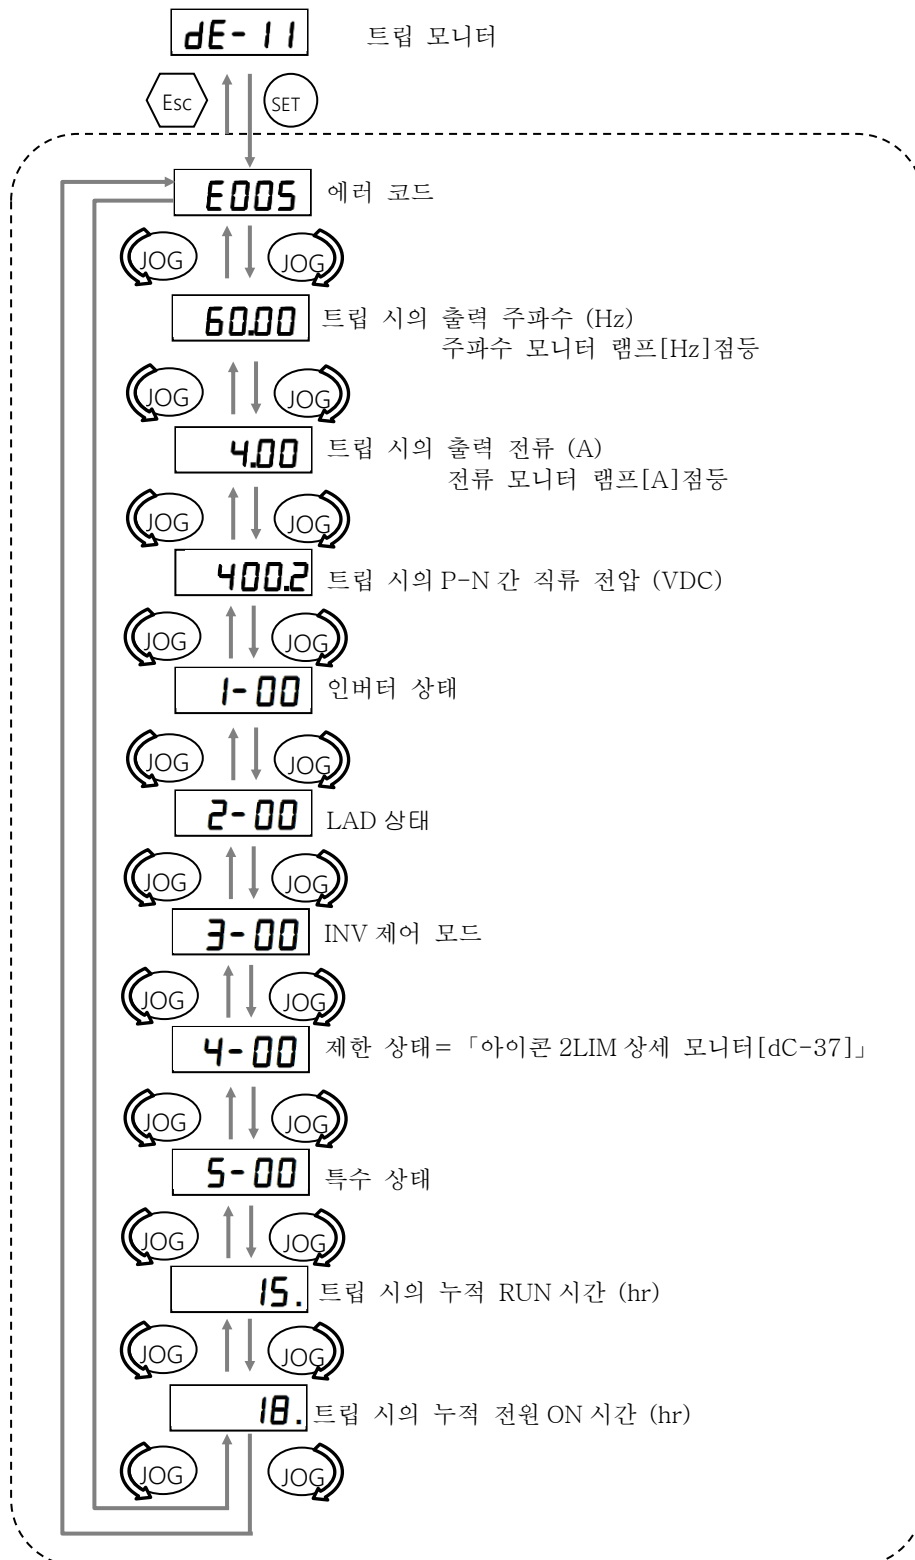 dE-11 트립 모니터
Esc SET
E005 에러 코드
JOG JOG
60.00 트립 시의 출력 주파수 (Hz)
주파수 모니터 램프[Hz]점등
JOG JOG
4.00 트립 시의 출력 전류 (A)
전류 모니터 램프[A]점등
JOG JOG
400.2 트립 시의 P-N 간 직류 전압 (VDC)
JOG JOG
1-00 인버터 상태
JOG JOG
2-00 LAD 상태
JOG JOG
3-00 INV 제어 모드
JOG JOG
4-00 제한 상태=「아이콘 2LIM 상세 모니터[dC-37]」
JOG JOG
5-00 특수 상태
JOG JOG
15. 트립 시의 누적 RUN 시간 (hr)
JOG JOG
18. 트립 시의 누적 전원 ON 시간 (hr)
JOG JOG